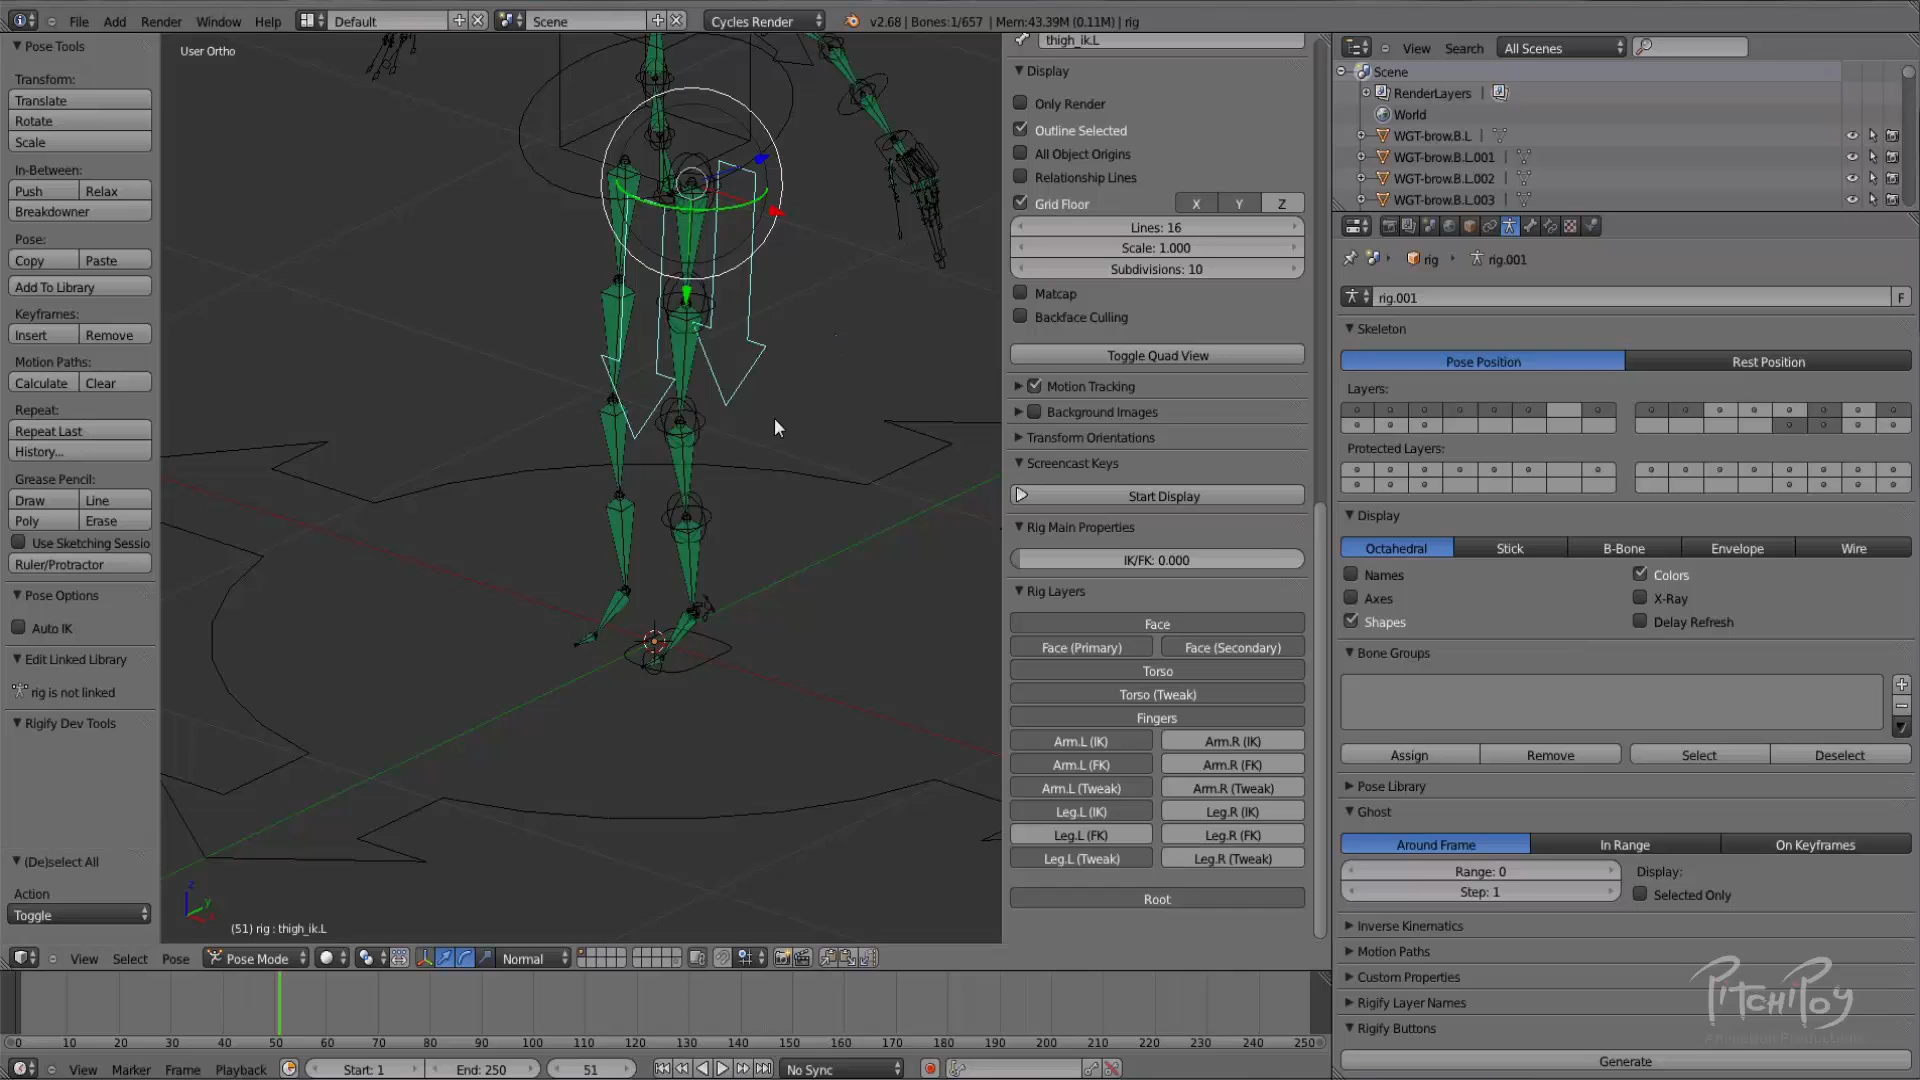 File Add Render Window Help Default Scene Cycles Render v2.68 | Bones:1/657 | Mem:43.39M (0.11M) | rig
Pose Tools
Transform:
Translate
Rotate
Scale
In-Between:
Push Relax
Breakdowner
Pose:
Copy Paste
Add To Library
Keyframes:
Insert Remove
Motion Paths:
Calculate Clear
Repeat:
Repeat Last
History...
Grease Pencil:
Draw Line
Poly Erase
Use Sketching Sessio
Ruler/Protractor
Pose Options
Auto IK
Edit Linked Library
rig is not linked
Rigify Dev Tools
(De)select All
Action
Toggle
User Ortho
z
y
x
(51) rig : thigh_ik.L
thigh_ik.L
Display
Only Render
Outline Selected
All Object Origins
Relationship Lines
Grid Floor X Y Z
Lines: 16
Scale: 1.000
Subdivisions: 10
Matcap
Backface Culling
Toggle Quad View
Motion Tracking
Background Images
Transform Orientations
Screencast Keys
Start Display
Rig Main Properties
IK/FK: 0.000
Rig Layers
Face
Face (Primary) Face (Secondary)
Torso
Torso (Tweak)
Fingers
Arm.L (IK) Arm.R (IK)
Arm.L (FK) Arm.R (FK)
Arm.L (Tweak) Arm.R (Tweak)
Leg.L (IK) Leg.R (IK)
Leg.L (FK) Leg.R (FK)
Leg.L (Tweak) Leg.R (Tweak)
Root
View Search All Scenes
Scene
RenderLayers |
World
WGT-brow.B.L |
WGT-brow.B.L.001 |
WGT-brow.B.L.002 |
WGT-brow.B.L.003 |
rig rig.001
rig.001 F
Skeleton
Pose Position Rest Position
Layers:
Protected Layers:
Display
Octahedral Stick B-Bone Envelope Wire
Names Colors
Axes X-Ray
Shapes Delay Refresh
Bone Groups
Assign Remove Select Deselect
Pose Library
Ghost
Around Frame In Range On Keyframes
Range: 0 Display:
Step: 1 Selected Only
Inverse Kinematics
Motion Paths
Custom Properties
Rigify Layer Names
Rigify Buttons
Generate
PitchiPoy
Animation Productions
View Select Pose Pose Mode Normal
0 10 20 30 40 50 60 70 80 90 100 110 120 130 140 150 160 170 180 190 200 210 220 230 240 250
View Marker Frame Playback Start: 1 End: 250 51 No Sync